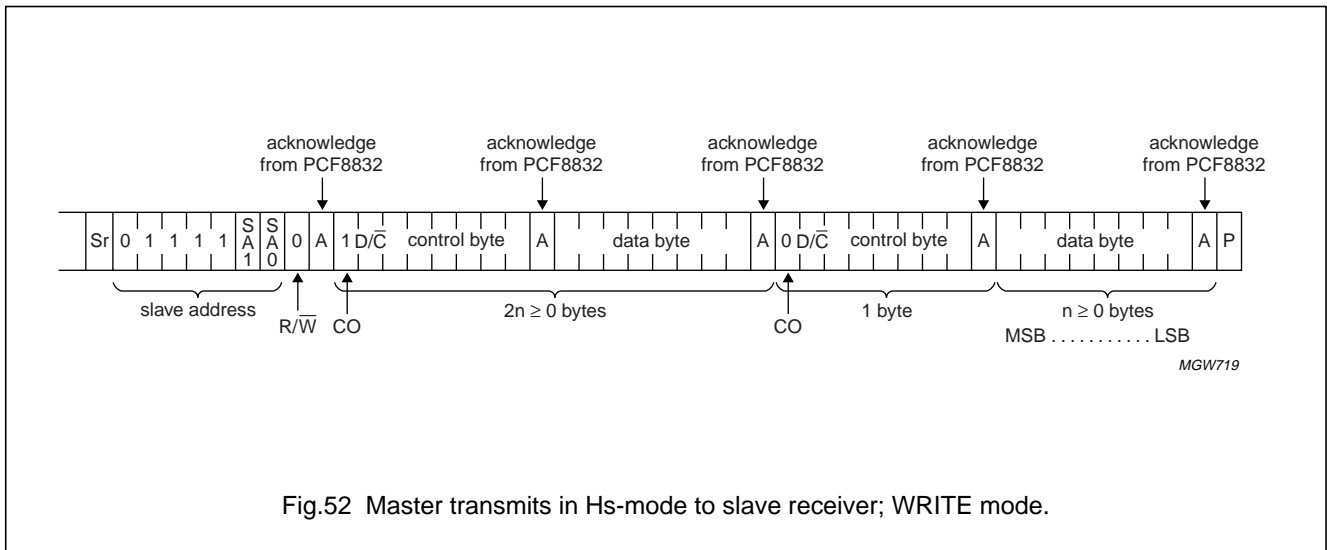 acknowledge acknowledge acknowledge acknowledge acknowledge
from PCF8832 from PCF8832 from PCF8832 from PCF8832 from PCF8832
Sr 0 1 1 1 1 SA1 SA0 0 A 1 D/C̅ control byte A data byte A 0 D/C̅ control byte A data byte A P
slave address 2n ≥ 0 bytes 1 byte n ≥ 0 bytes
R/W̅ CO CO
MSB . . . . . . . . . . . LSB
MGW719
Fig.52 Master transmits in Hs-mode to slave receiver; WRITE mode.